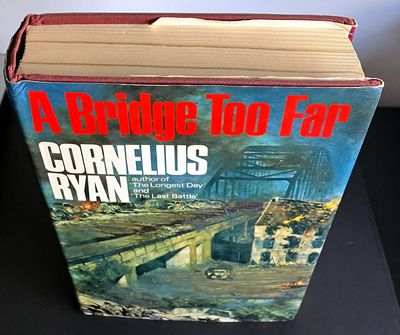 A Bridge Too Far
CORNELIUS
RYAN
author of
'The Longest Day'
and
'The Last Battle'